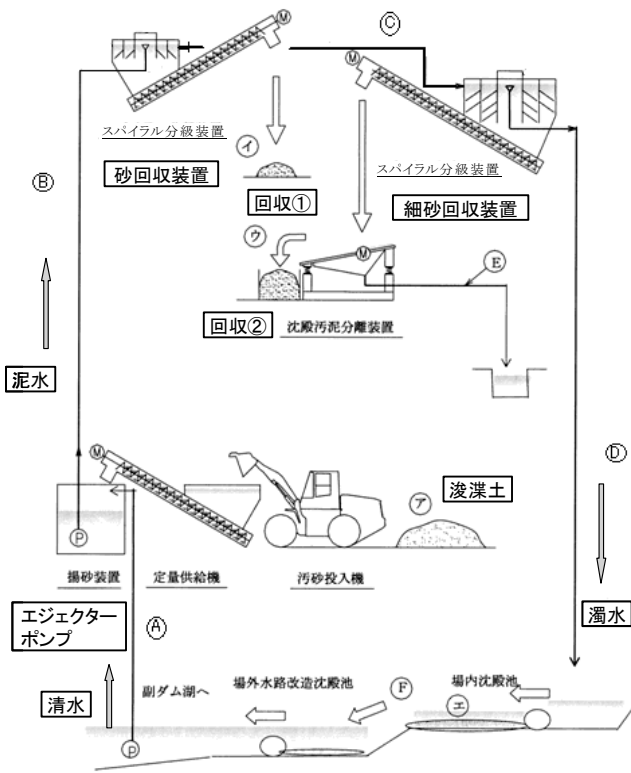 M
Ⓒ
M
スパイラル分級装置
砂回収装置
スパイラル分級装置
細砂回収装置
Ⓑ
イ
回収①
ウ
M
E
回収②
沈殿汚泥分離装置
泥水
Ⓓ
M
浚渫土
ア
P
揚砂装置
定量供給機
汚砂投入機
エジェクター
ポンプ
Ⓐ
濁水
清水
副ダム湖へ
場外水路改造沈殿池
F
場内沈殿池
エ
P